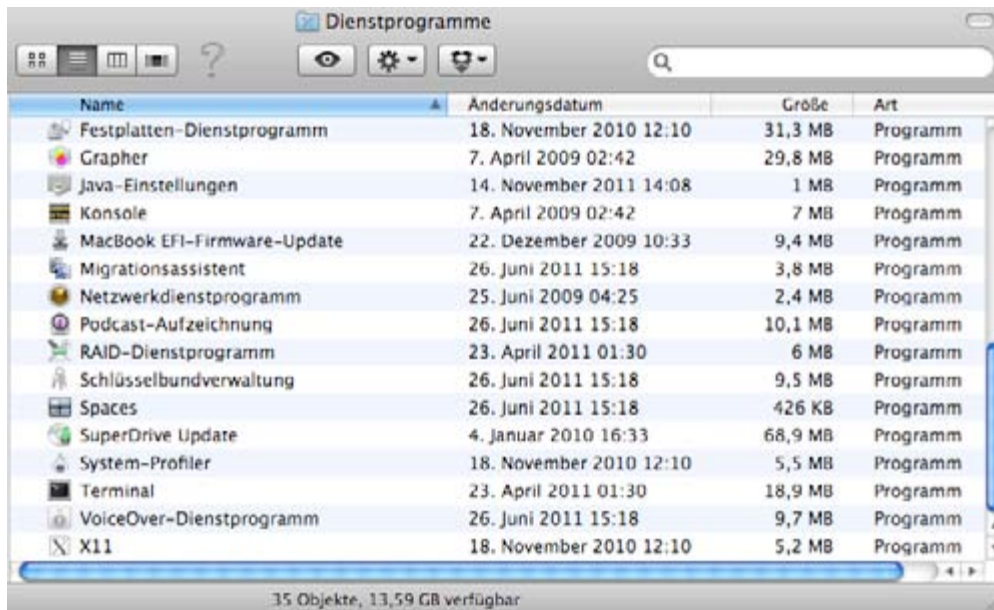 Dienstprogramme
Name Änderungsdatum Größe Art
Festplatten-Dienstprogramm 18. November 2010 12:10 31,3 MB Programm
Grapher 7. April 2009 02:42 29,8 MB Programm
Java-Einstellungen 14. November 2011 14:08 1 MB Programm
Konsole 7. April 2009 02:42 7 MB Programm
MacBook EFI-Firmware-Update 22. Dezember 2009 10:33 9,4 MB Programm
Migrationsassistent 26. Juni 2011 15:18 3,8 MB Programm
Netzwerkdienstprogramm 25. Juni 2009 04:25 2,4 MB Programm
Podcast-Aufzeichnung 26. Juni 2011 15:18 10,1 MB Programm
RAID-Dienstprogramm 23. April 2011 01:30 6 MB Programm
Schlüsselbundverwaltung 26. Juni 2011 15:18 9,5 MB Programm
Spaces 26. Juni 2011 15:18 426 KB Programm
SuperDrive Update 4. Januar 2010 16:33 68,9 MB Programm
System-Profiler 18. November 2010 12:10 5,5 MB Programm
Terminal 23. April 2011 01:30 18,9 MB Programm
VoiceOver-Dienstprogramm 26. Juni 2011 15:18 9,7 MB Programm
X11 18. November 2010 12:10 5,2 MB Programm
35 Objekte, 13,59 GB verfügbar